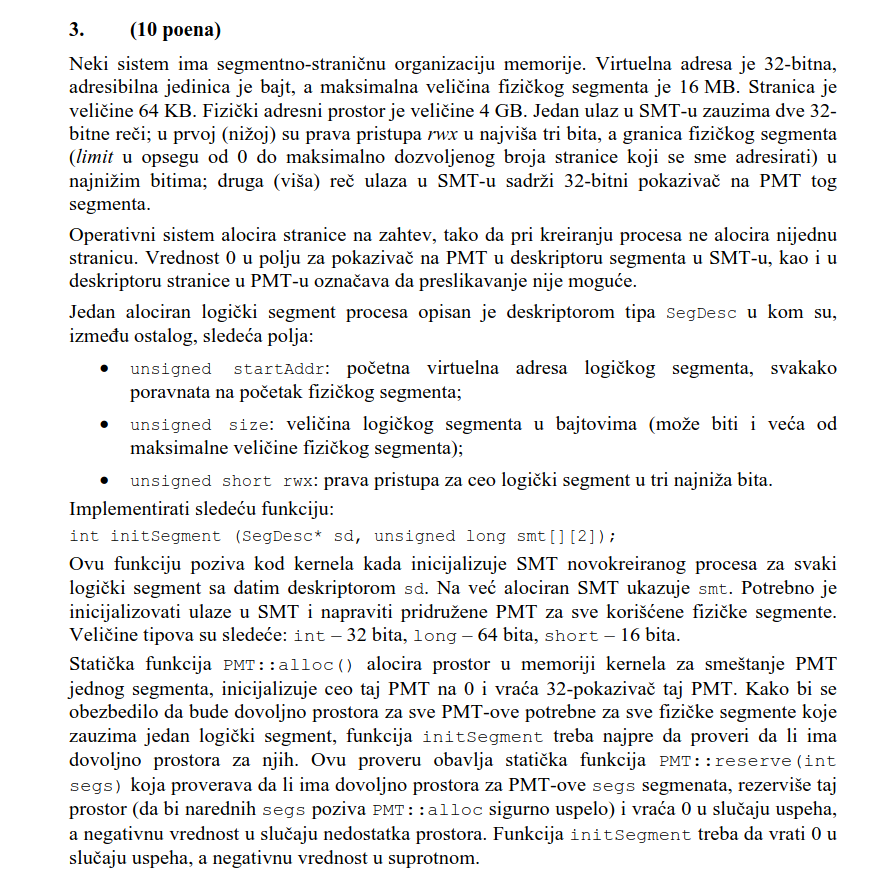 3. (10 poena)
Neki sistem ima segmentno-straničnu organizaciju memorije. Virtuelna adresa je 32-bitna,
adresibilna jedinica je bajt, a maksimalna veličina fizičkog segmenta je 16 MB. Stranica je
veličine 64 KB. Fizički adresni prostor je veličine 4 GB. Jedan ulaz u SMT-u zauzima dve 32-
bitne reči; u prvoj (nižoj) su prava pristupa rwx u najviša tri bita, a granica fizičkog segmenta
(limit u opsegu od 0 do maksimalno dozvoljenog broja stranice koji se sme adresirati) u
najnižim bitima; druga (viša) reč ulaza u SMT-u sadrži 32-bitni pokazivač na PMT tog
segmenta.
Operativni sistem alocira stranice na zahtev, tako da pri kreiranju procesa ne alocira nijednu
stranicu. Vrednost 0 u polju za pokazivač na PMT u deskriptoru segmenta u SMT-u, kao i u
deskriptoru stranice u PMT-u označava da preslikavanje nije moguće.
Jedan alociran logički segment procesa opisan je deskriptorom tipa SegDesc u kom su,
između ostalog, sledeća polja:
• unsigned startAddr: početna virtuelna adresa logičkog segmenta, svakako
poravnata na početak fizičkog segmenta;
• unsigned size: veličina logičkog segmenta u bajtovima (može biti i veća od
maksimalne veličine fizičkog segmenta);
• unsigned short rwx: prava pristupa za ceo logički segment u tri najniža bita.
Implementirati sledeću funkciju:
int initSegment (SegDesc* sd, unsigned long smt[][2]);
Ovu funkciju poziva kod kernela kada inicijalizuje SMT novokreiranog procesa za svaki
logički segment sa datim deskriptorom sd. Na već alociran SMT ukazuje smt. Potrebno je
inicijalizovati ulaze u SMT i napraviti pridružene PMT za sve korišćene fizičke segmente.
Veličine tipova su sledeće: int – 32 bita, long – 64 bita, short – 16 bita.
Statička funkcija PMT::alloc() alocira prostor u memoriji kernela za smeštanje PMT
jednog segmenta, inicijalizuje ceo taj PMT na 0 i vraća 32-pokazivač taj PMT. Kako bi se
obezbedilo da bude dovoljno prostora za sve PMT-ove potrebne za sve fizičke segmente koje
zauzima jedan logički segment, funkcija initSegment treba najpre da proveri da li ima
dovoljno prostora za njih. Ovu proveru obavlja statička funkcija PMT::reserve(int
segs) koja proverava da li ima dovoljno prostora za PMT-ove segs segmenata, rezerviše taj
prostor (da bi narednih segs poziva PMT::alloc sigurno uspelo) i vraća 0 u slučaju uspeha,
a negativnu vrednost u slučaju nedostatka prostora. Funkcija initSegment treba da vrati 0 u
slučaju uspeha, a negativnu vrednost u suprotnom.